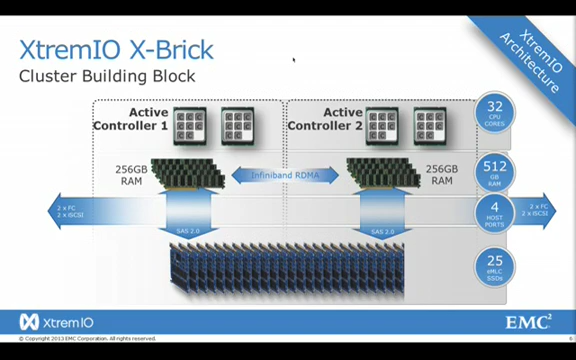 XtremIO X-Brick
Cluster Building Block
XtremIO
Architecture
Active
Controller 1
Active
Controller 2
C C C
C C C
C C
C C C
C C C
C C
C C C
C C C
C C
C C C
C C C
C C
32
CPU
CORES
256GB
RAM
Infiniband RDMA
256GB
RAM
512
GB
RAM
2 x FC
2 x iSCSI
4
HOST
PORTS
2 x FC
2 x iSCSI
SAS 2.0
SAS 2.0
25
eMLC
SSDs
XtremIO
EMC²
© Copyright 2013 EMC Corporation. All rights reserved.
6